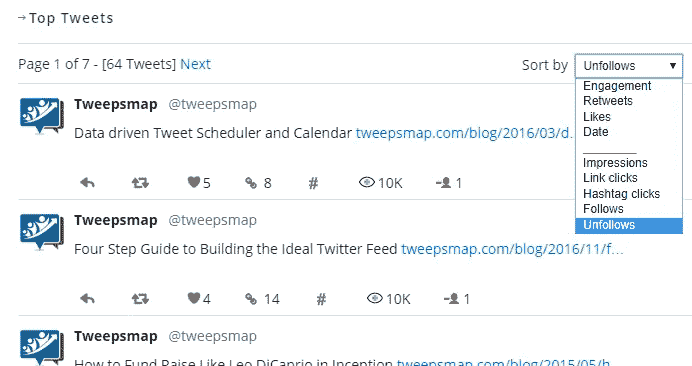 →Top Tweets
Page 1 of 7 - [64 Tweets] Next
Sort by Unfollows ▼
Engagement
Retweets
Likes
Date
Impressions
Link clicks
Hashtag clicks
Follows
Unfollows
Tweepsmap @tweepsmap
Data driven Tweet Scheduler and Calendar tweepsmap.com/blog/2016/03/d...
5 8 # 10K 1
Tweepsmap @tweepsmap
Four Step Guide to Building the Ideal Twitter Feed tweepsmap.com/blog/2016/11/f...
4 14 # 10K 1
Tweepsmap @tweepsmap
How to Fund Raise Like Leo DiCaprio in Inception tweepsmap.com/blog/2015/05/h